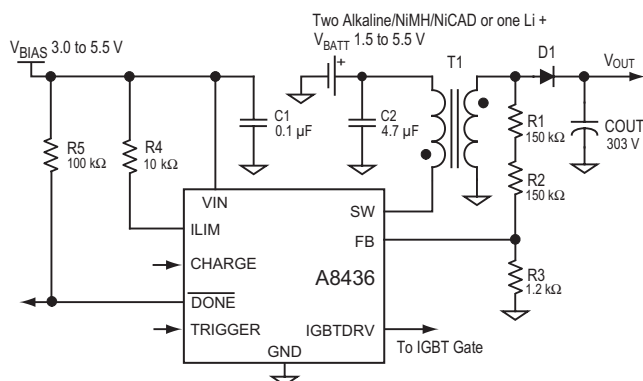 Two Alkaline/NiMH/NiCAD or one Li +
VBIAS 3.0 to 5.5 V
VBATT 1.5 to 5.5 V
+
T1
D1
VOUT
C1
0.1 µF
C2
4.7 µF
R1
150 kΩ
COUT
303 V
R5
100 kΩ
R4
10 kΩ
R2
150 kΩ
VIN
SW
ILIM
FB
CHARGE
A8436
R3
1.2 kΩ
DONE
TRIGGER
IGBTDRV
To IGBT Gate
GND